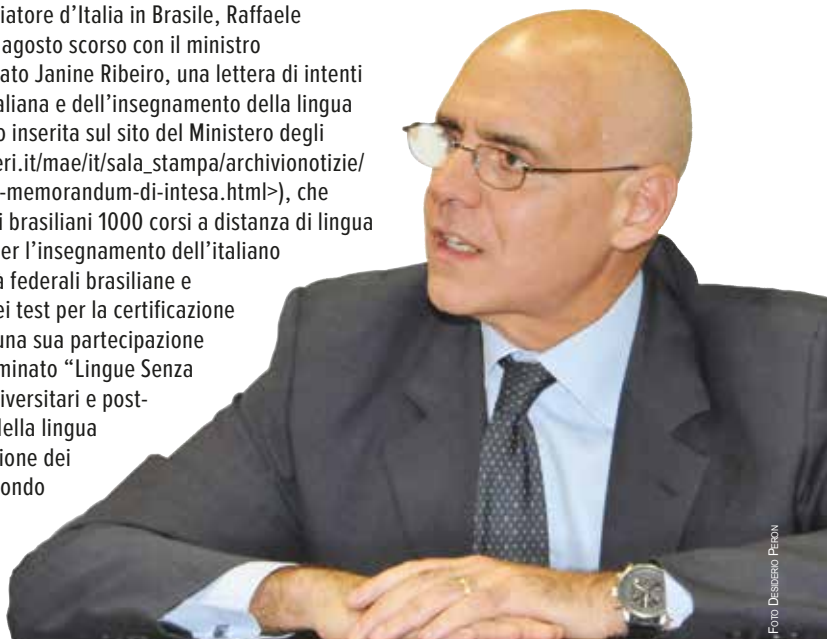 iatore d'Italia in Brasile, Raffaele
agosto scorso con il ministro
ato Janine Ribeiro, una lettera di intenti
aliana e dell'insegnamento della lingua
o inserita sul sito del Ministero degli
eri.it/mae/it/sala_stampa/archivionotizie/
-memorandum-di-intesa.html>), che
i brasiliani 1000 corsi a distanza di lingua
er l'insegnamento dell'italiano
a federali brasiliane e
ei test per la certificazione
una sua partecipazione
minato “Lingue Senza
iversitari e post-
della lingua
ione dei
ondo
Foto Desiderio Peron